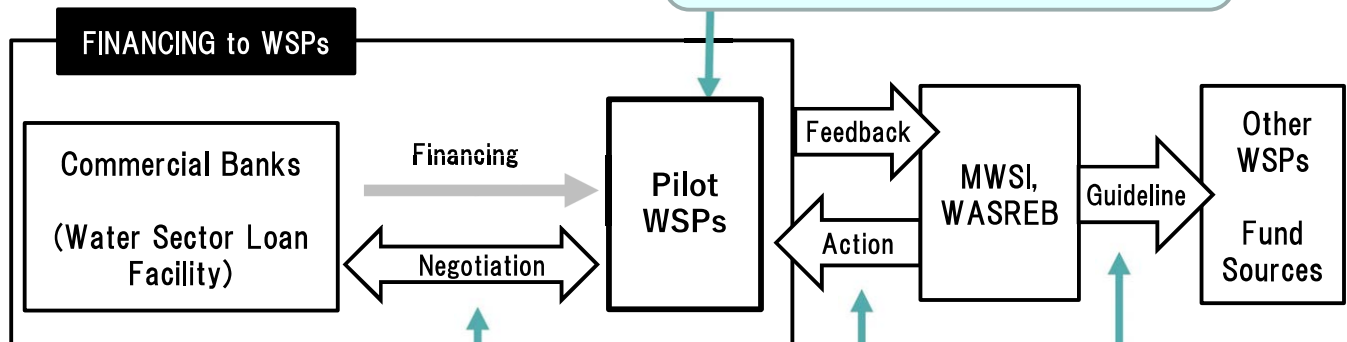 FINANCING to WSPs
Commercial Banks
(Water Sector Loan
Facility)
Financing
Negotiation
Pilot
WSPs
Feedback
Action
MWSI,
WASREB
Guideline
Other
WSPs
Fund
Sources